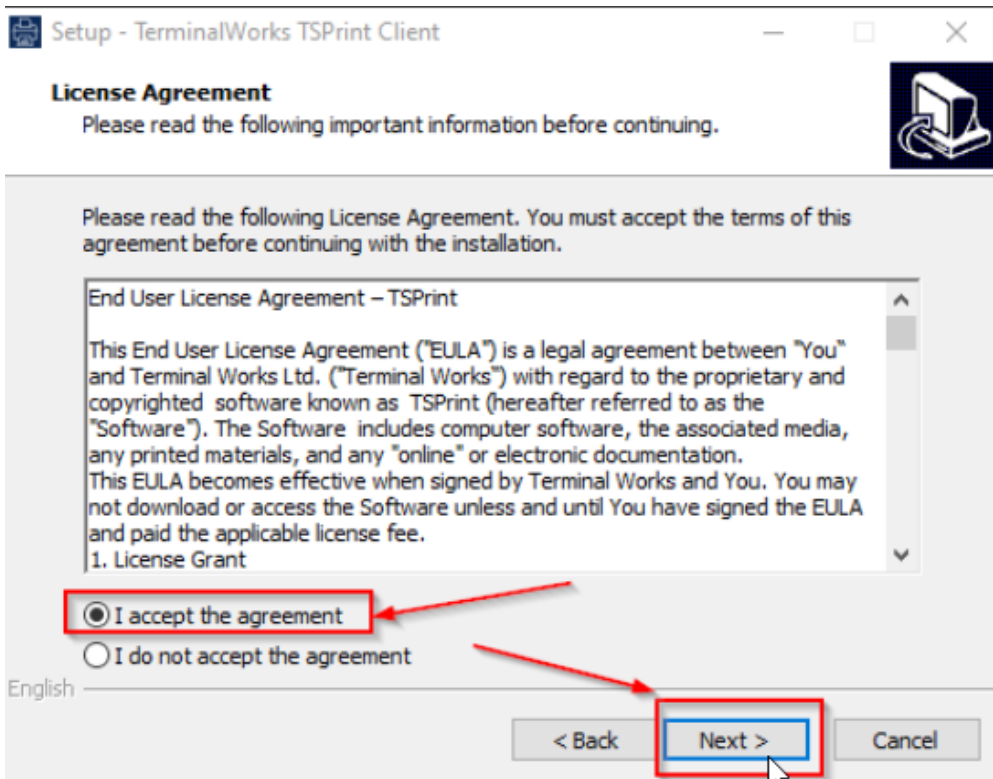 Setup - TerminalWorks TSPrint Client
License Agreement
Please read the following important information before continuing.
Please read the following License Agreement. You must accept the terms of this
agreement before continuing with the installation.
End User License Agreement – TSPrint
This End User License Agreement ("EULA") is a legal agreement between "You"
and Terminal Works Ltd. ("Terminal Works") with regard to the proprietary and
copyrighted software known as TSPrint (hereafter referred to as the
"Software"). The Software includes computer software, the associated media,
any printed materials, and any "online" or electronic documentation.
This EULA becomes effective when signed by Terminal Works and You. You may
not download or access the Software unless and until You have signed the EULA
and paid the applicable license fee.
1. License Grant
I accept the agreement
I do not accept the agreement
English
< Back
Next >
Cancel